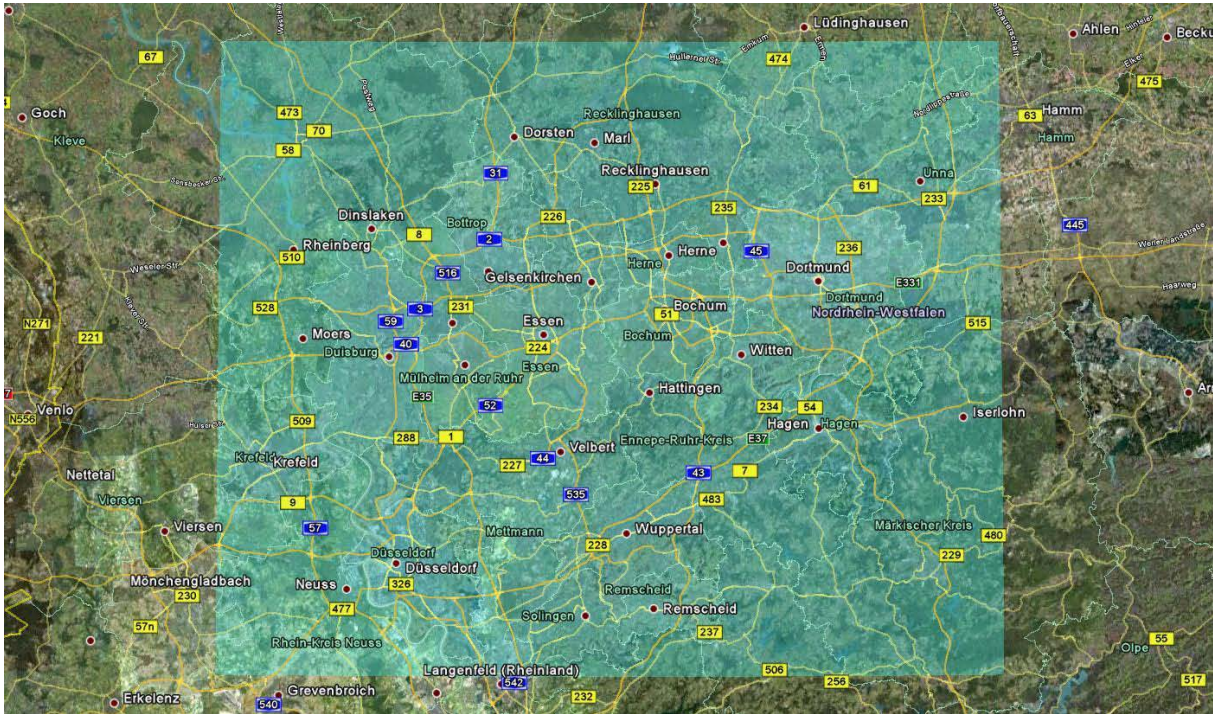 Lüdinghausen
Ahlen
67
474
475
Goch
473
70
Dorsten
Recklinghausen
Marl
63
Hamm
Hamm
Kleve
58
31
Recklinghausen
225
61
Unna
233
Dinslaken
226
235
8
Bottrop
2
Herne
45
236
445
Rheinberg
510
Weseler Str.
516
Gelsenkirchen
Herne
Dortmund
E331
Dortmund
Haarweg
528
3
231
Bochum
51
Nordrhein-Westfalen
N271
221
59
Essen
515
Moers
40
224
Bochum
Witten
Duisburg
Mülheim an der Ruhr
Essen
E35
52
Hattingen
Venlo
N556
509
234
54
Iserlohn
288
1
Hagen
Hagen
E37
Velbert
Ennepe-Ruhr-Kreis
Krefeld
Krefeld
227
44
43
7
Nettetal
Viersen
9
535
483
Viersen
57
Mettmann
Wuppertal
Märkischer Kreis
480
228
229
Düsseldorf
Düsseldorf
Mönchengladbach
230
Neuss
326
Remscheid
477
Solingen
Remscheid
57n
237
Rhein-Kreis Neuss
55
Olpe
Langenfeld (Rheinland)
506
542
256
517
Grevenbroich
232
Erkelenz
540